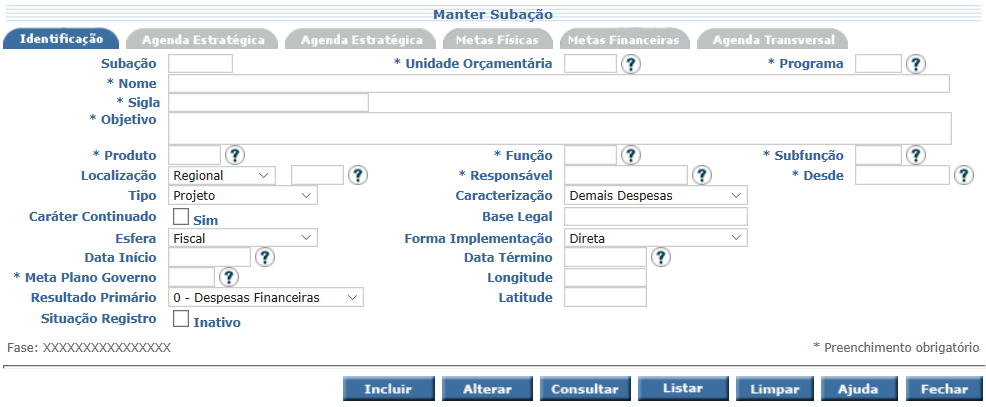 Manter Subação
Identificação Agenda Estratégica Agenda Estratégica Metas Físicas Metas Financeiras Agenda Transversal
Subação * Unidade Orçamentária ? * Programa ?
* Nome
* Sigla
* Objetivo
* Produto ? * Função ? * Subfunção ?
Localização Regional ? * Responsável ? * Desde ?
Tipo Projeto Caracterização Demais Despesas
Caráter Continuado Sim Base Legal
Esfera Fiscal Forma Implementação Direta
Data Início ? Data Término ?
* Meta Plano Governo ? Longitude
Resultado Primário 0 - Despesas Financeiras Latitude
Situação Registro Inativo
Fase: XXXXXXXXXXXXXXXX * Preenchimento obrigatório
Incluir Alterar Consultar Listar Limpar Ajuda Fechar